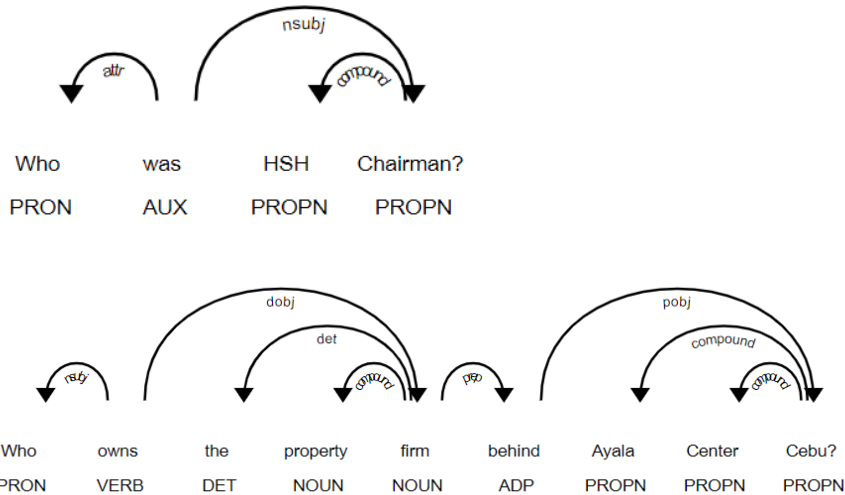 nsubj
attr
compound
Who was HSH Chairman?
PRON AUX PROPN PROPN
dobj
pobj
det
compound
nsubj
compound
prep
compound
Who owns the property firm behind Ayala Center Cebu?
PRON VERB DET NOUN NOUN ADP PROPN PROPN PROPN